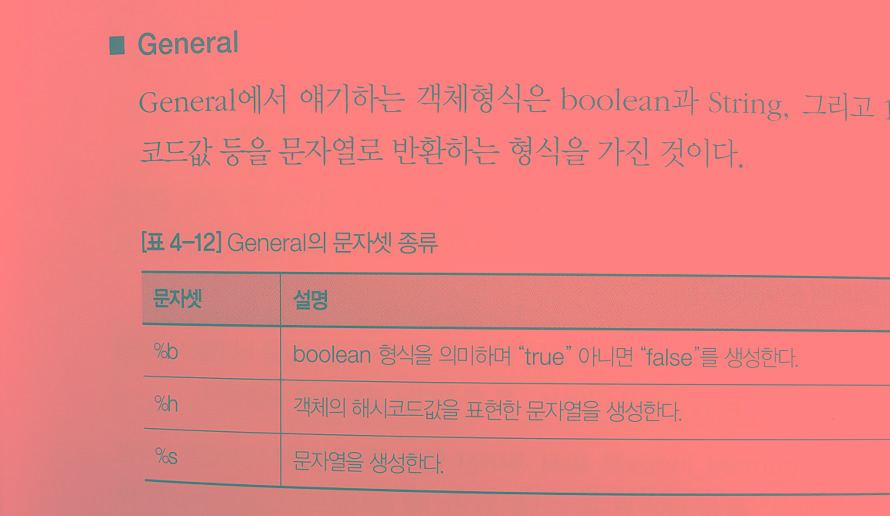 ■ General
General에서 얘기하는 객체형식은 boolean과 String, 그리고
코드값 등을 문자열로 반환하는 형식을 가진 것이다.
[표 4-12] General의 문자셋 종류
문자셋 설명
%b boolean 형식을 의미하며 “true” 아니면 “false”를 생성한다.
%h 객체의 해시코드값을 표현한 문자열을 생성한다.
%s 문자열을 생성한다.